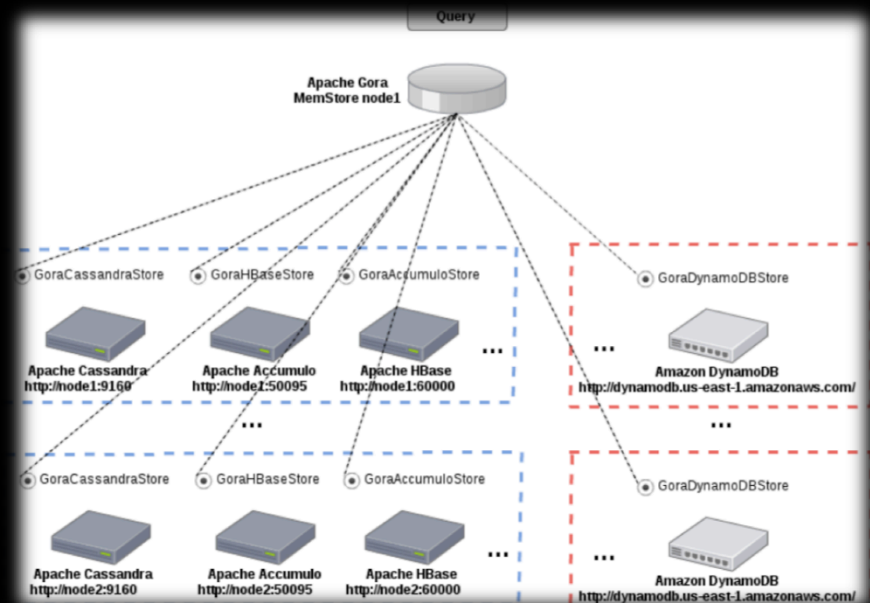 Query
Apache Gora
MemStore node1
GoraCassandraStore
GoraHBaseStore
GoraAccumuloStore
GoraDynamoDBStore
...
...
Apache Cassandra
http://node1:9160
Apache Accumulo
http://node1:50095
Apache HBase
http://node1:60000
Amazon DynamoDB
http://dynamodb.us-east-1.amazonaws.com/
...
...
GoraCassandraStore
GoraHBaseStore
GoraAccumuloStore
GoraDynamoDBStore
...
...
Apache Cassandra
http://node2:9160
Apache Accumulo
http://node2:50095
Apache HBase
http://node2:60000
Amazon DynamoDB
http://dynamodb.us-east-1.amazonaws.com/